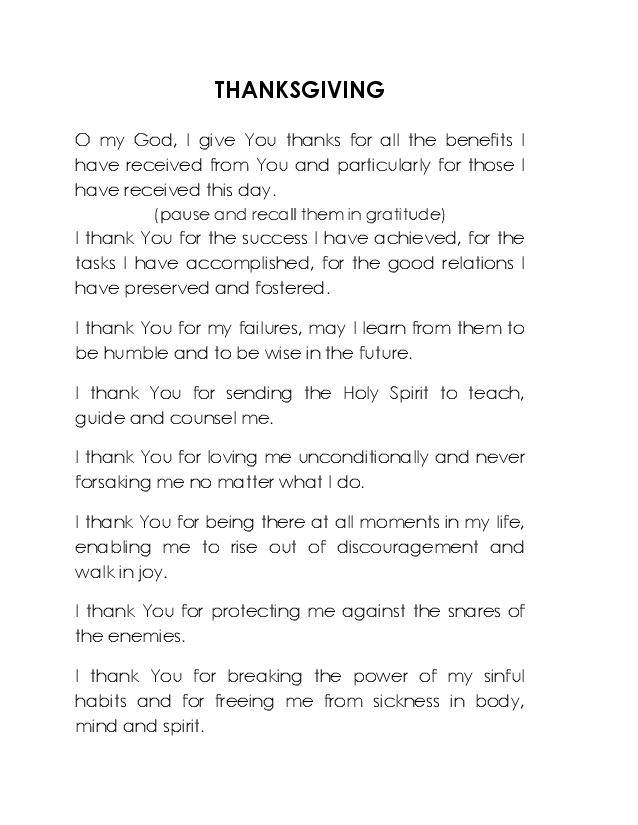 THANKSGIVING
O my God, I give You thanks for all the benefits I
have received from You and particularly for those I
have received this day.
(pause and recall them in gratitude)
I thank You for the success I have achieved, for the
tasks I have accomplished, for the good relations I
have preserved and fostered.
I thank You for my failures, may I learn from them to
be humble and to be wise in the future.
I thank You for sending the Holy Spirit to teach,
guide and counsel me.
I thank You for loving me unconditionally and never
forsaking me no matter what I do.
I thank You for being there at all moments in my life,
enabling me to rise out of discouragement and
walk in joy.
I thank You for protecting me against the snares of
the enemies.
I thank You for breaking the power of my sinful
habits and for freeing me from sickness in body,
mind and spirit.